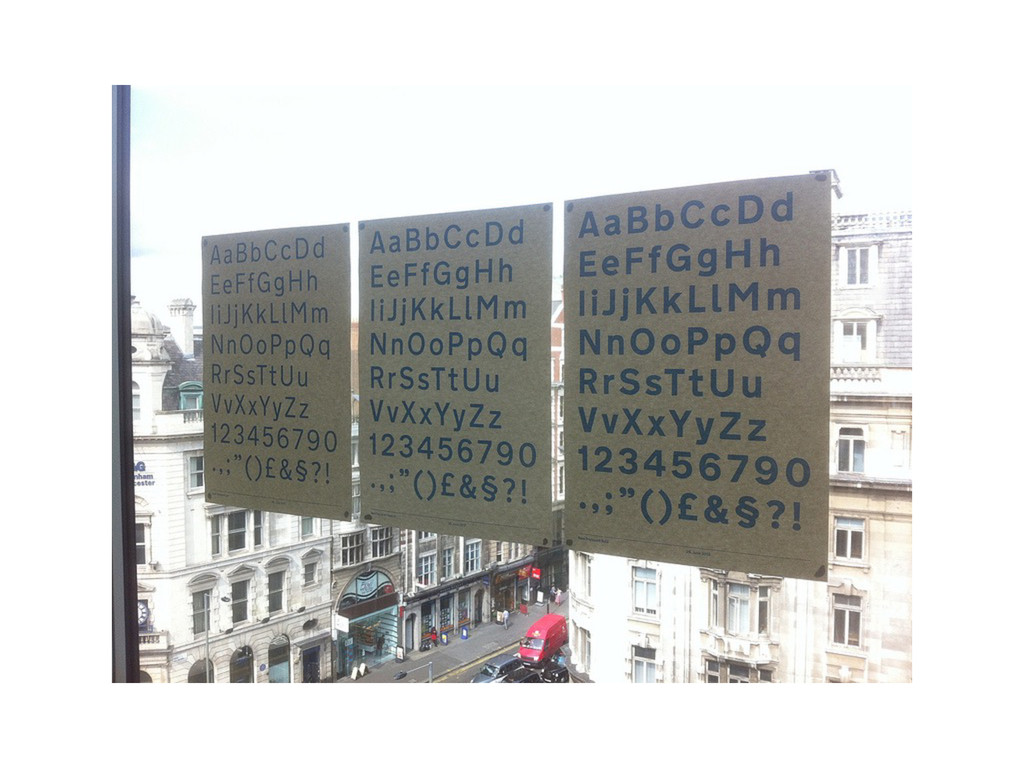 AaBbCcDd
EeFfGgHh
IiJjKkLlMm
NnOoPpQq
RrSsTtUu
VvXxYyZz
1234567890
.,;”()£&§?!
AaBbCcDd
EeFfGgHh
IiJjKkLlMm
NnOoPpQq
RrSsTtUu
VvXxYyZz
1234567890
.,;”()£&§?!
AaBbCcDd
EeFfGgHh
IiJjKkLlMm
NnOoPpQq
RrSsTtUu
VvXxYyZz
1234567890
.,;”()£&§?!